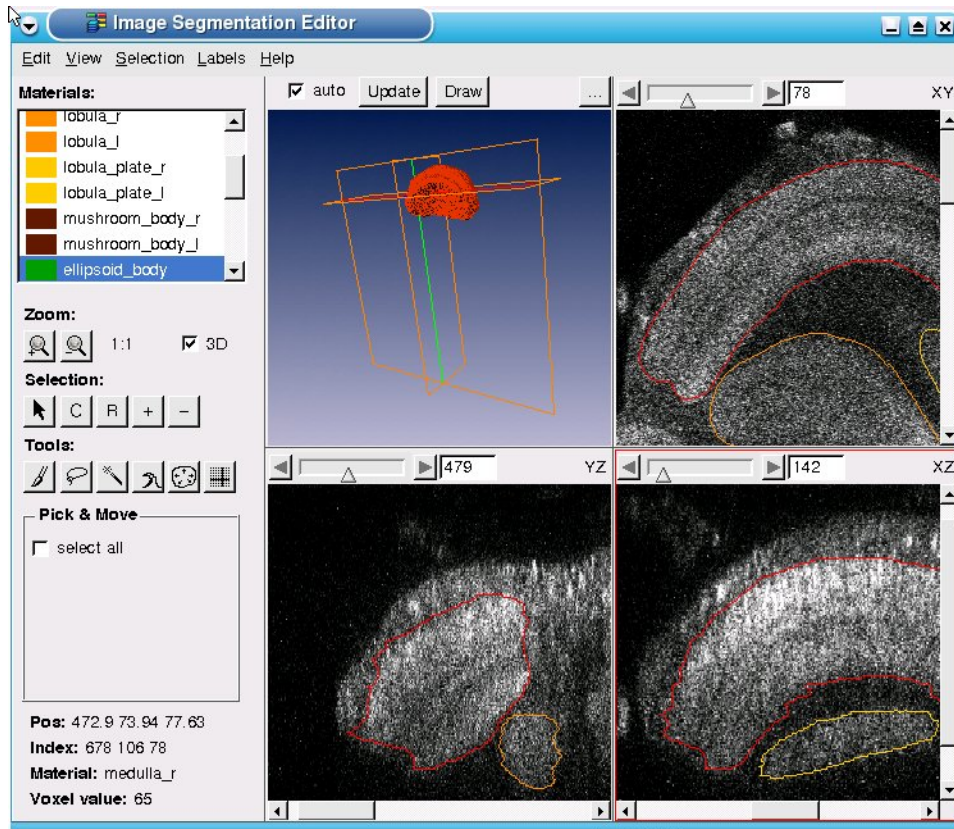 Image Segmentation Editor
Edit View Selection Labels Help
Materials:
lobula_r
lobula_l
lobula_plate_r
lobula_plate_l
mushroom_body_r
mushroom_body_l
ellipsoid_body
Zoom:
1:1 3D
Selection:
C R + −
Tools:
Pick & Move
select all
Pos: 472.9 73.94 77.63
Index: 678 106 78
Material: medulla_r
Voxel value: 65
auto Update Draw ...
78 XY
479 YZ
142 XZ